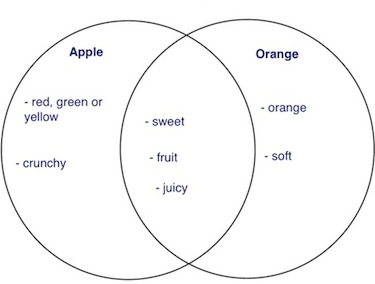 Apple
- red, green or
yellow
- crunchy
- sweet
- fruit
- juicy
Orange
- orange
- soft